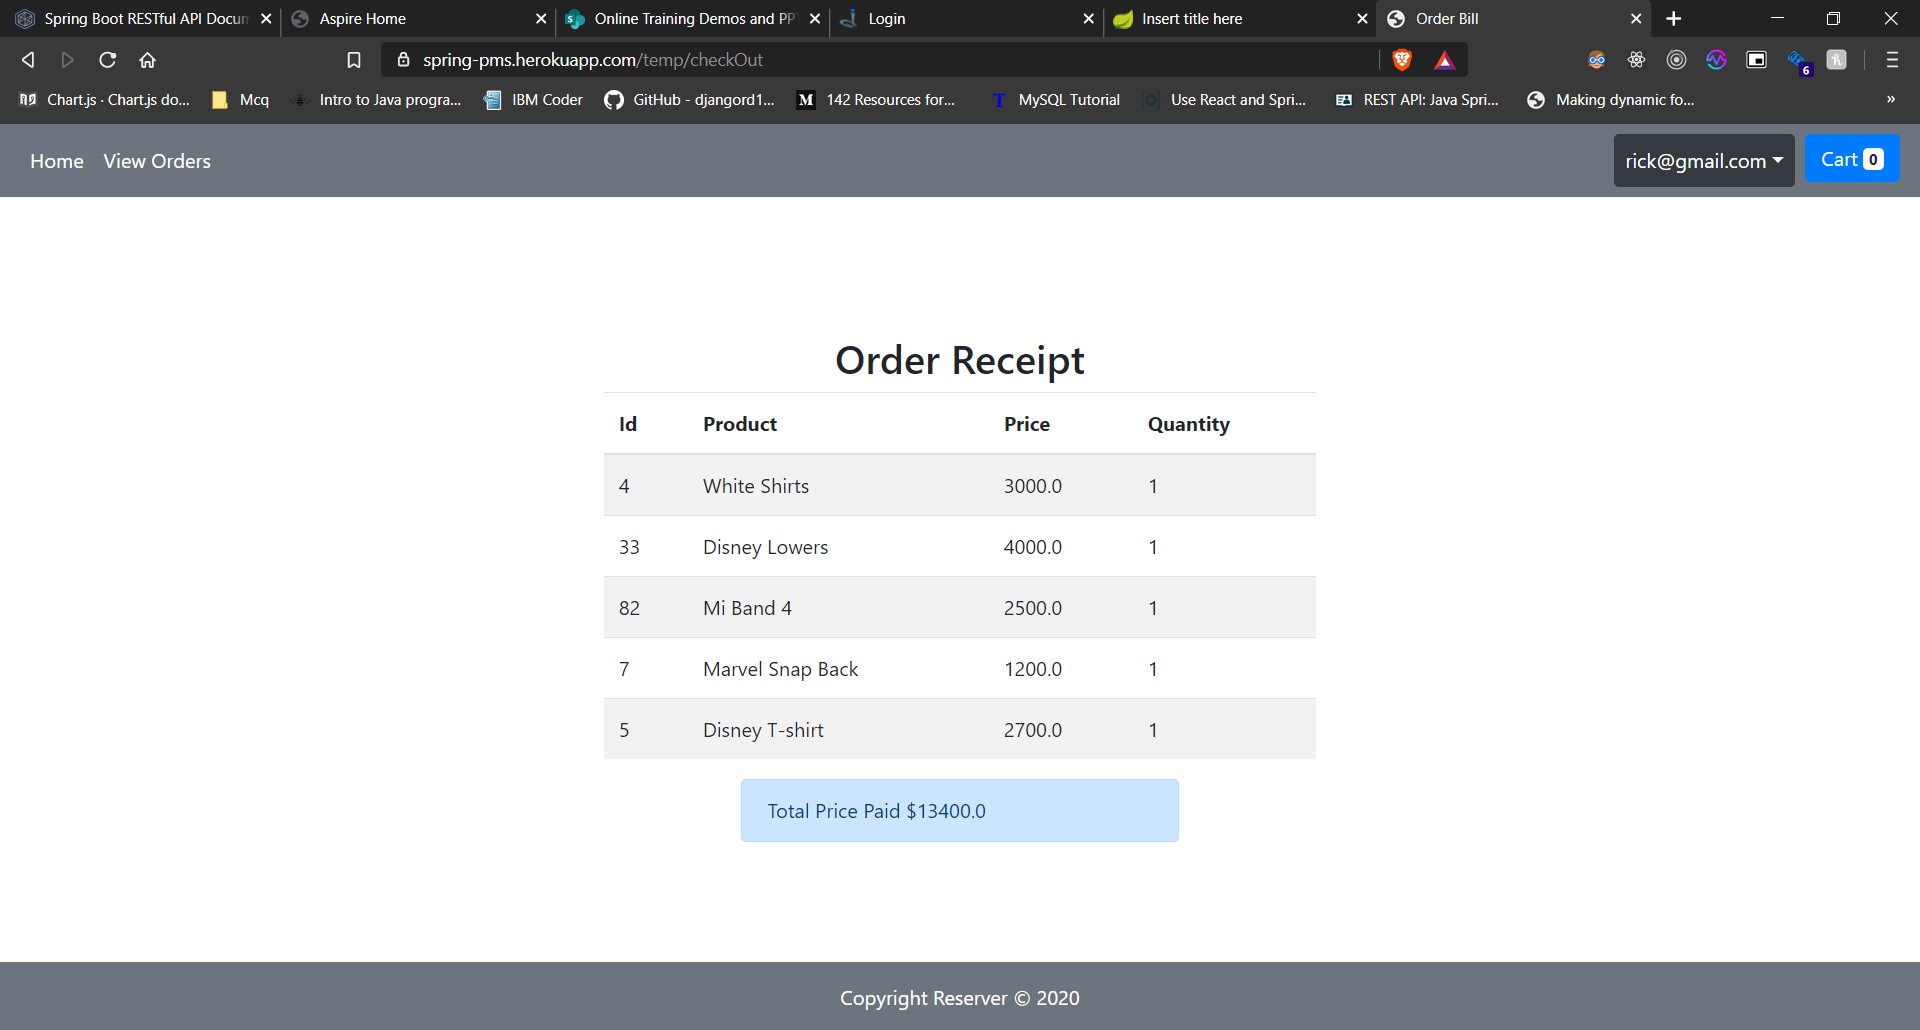 Spring Boot RESTful API Docum
Aspire Home
Online Training Demos and PP
Login
Insert title here
Order Bill
spring-pms.herokuapp.com/temp/checkOut
6
Chart.js · Chart.js do...
Mcq
Intro to Java progra...
IBM Coder
GitHub - djangord1...
M 142 Resources for...
T MySQL Tutorial
Use React and Spri...
REST API: Java Spri...
Making dynamic fo...
»
Home View Orders
rick@gmail.com
Cart 0
Order Receipt
Id Product Price Quantity
4 White Shirts 3000.0 1
33 Disney Lowers 4000.0 1
82 Mi Band 4 2500.0 1
7 Marvel Snap Back 1200.0 1
5 Disney T-shirt 2700.0 1
Total Price Paid $13400.0
Copyright Reserver © 2020